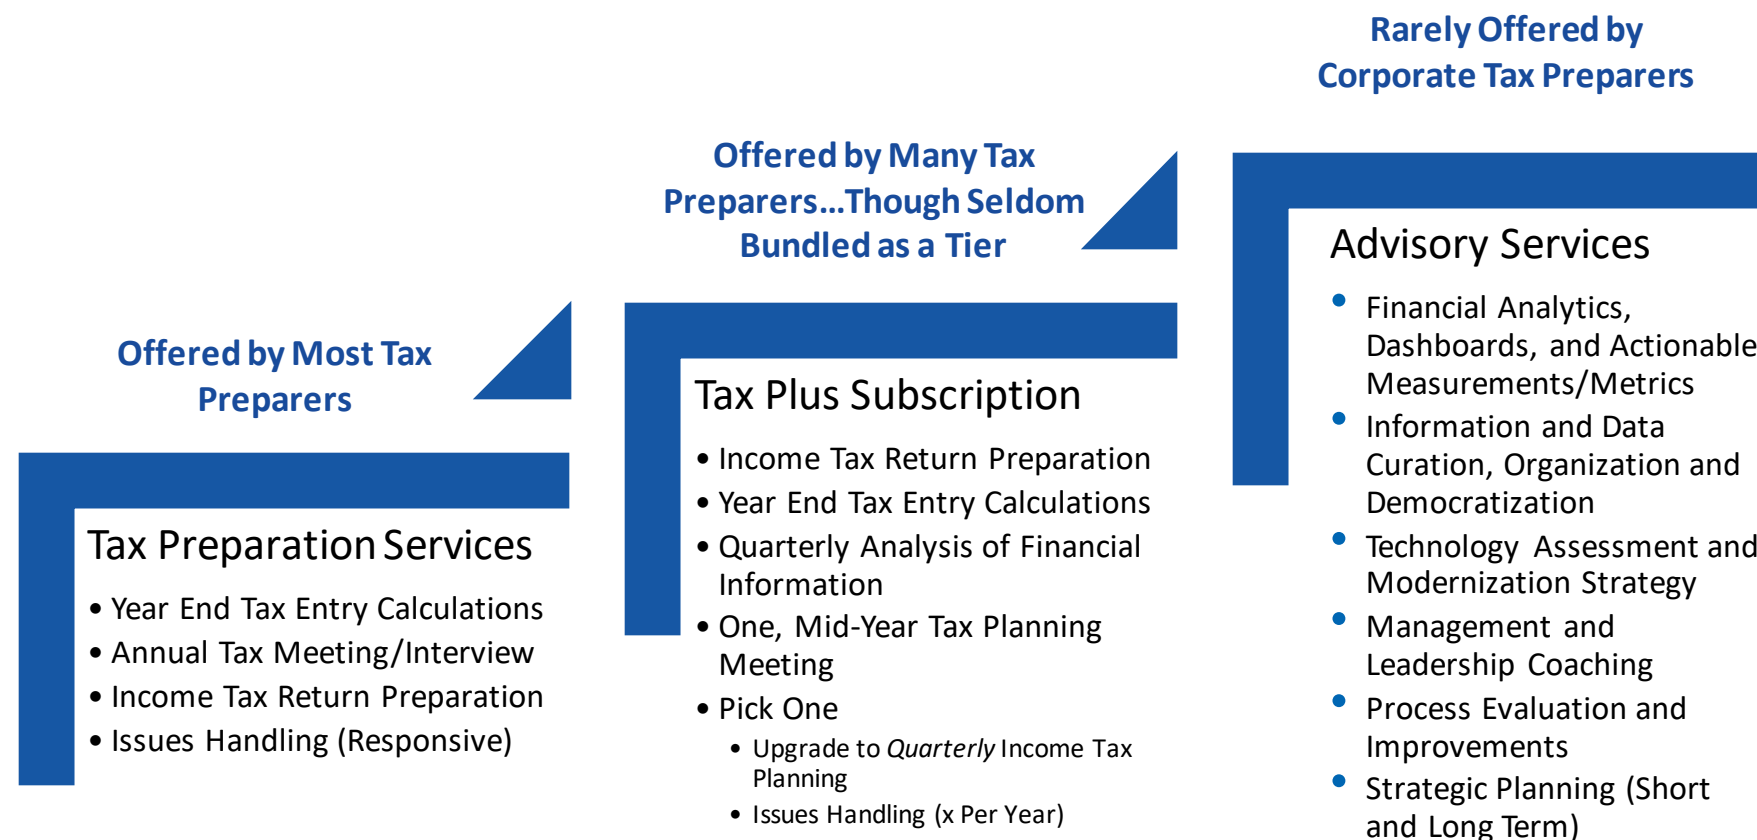 Offered by Most Tax
Preparers
Tax Preparation Services
• Year End Tax Entry Calculations
• Annual Tax Meeting/Interview
• Income Tax Return Preparation
• Issues Handling (Responsive)
Offered by Many Tax
Preparers...Though Seldom
Bundled as a Tier
Tax Plus Subscription
• Income Tax Return Preparation
• Year End Tax Entry Calculations
• Quarterly Analysis of Financial
Information
• One, Mid-Year Tax Planning
Meeting
• Pick One
• Upgrade to Quarterly Income Tax
Planning
• Issues Handling (x Per Year)
Rarely Offered by
Corporate Tax Preparers
Advisory Services
• Financial Analytics,
Dashboards, and Actionable
Measurements/Metrics
• Information and Data
Curation, Organization and
Democratization
• Technology Assessment and
Modernization Strategy
• Management and
Leadership Coaching
• Process Evaluation and
Improvements
• Strategic Planning (Short
and Long Term)